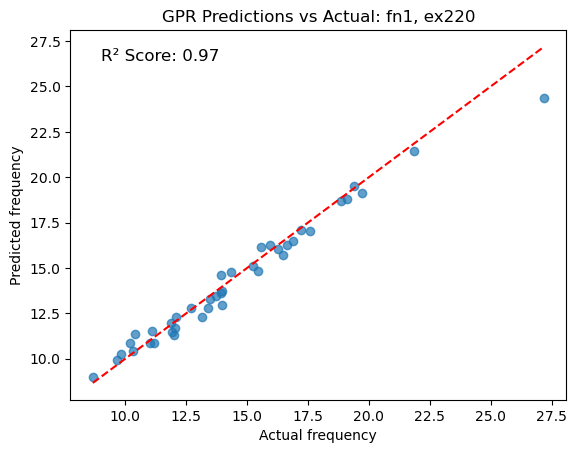 GPR Predictions vs Actual: fn1, ex220
R² Score: 0.97
Predicted frequency
27.5
25.0
22.5
20.0
17.5
15.0
12.5
10.0
10.0 12.5 15.0 17.5 20.0 22.5 25.0 27.5
Actual frequency